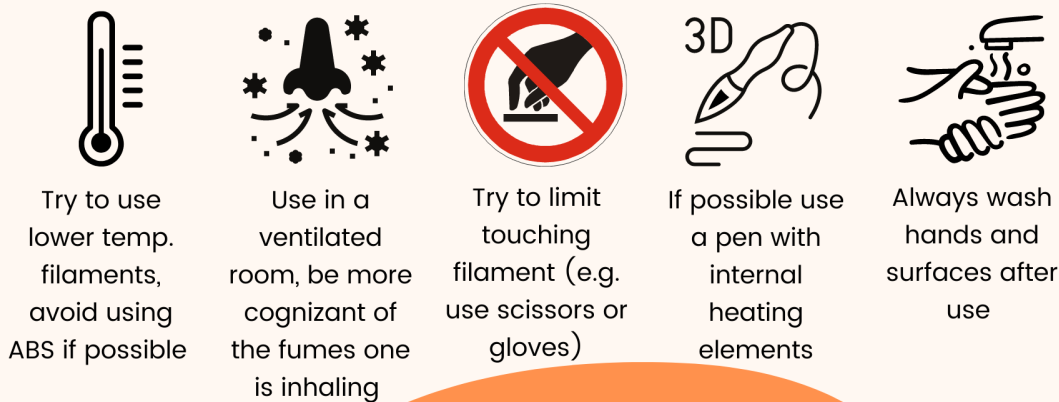 3D
Try to use
lower temp.
filaments,
avoid using
ABS if possible
Use in a
ventilated
room, be more
cognizant of
the fumes one
is inhaling
Try to limit
touching
filament (e.g.
use scissors or
gloves)
If possible use
a pen with
internal
heating
elements
Always wash
hands and
surfaces after
use